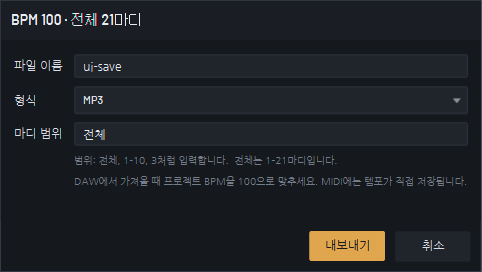 BPM 100 · 전체 21마디
파일 이름
uj-save
형식
MP3
마디 범위
전체
범위: 전체, 1-10, 3처럼 입력합니다. 전체는 1-21마디입니다.
DAW에서 가져올 때 프로젝트 BPM을 100으로 맞추세요. MIDI에는 템포가 직접 저장됩니다.
내보내기
취소